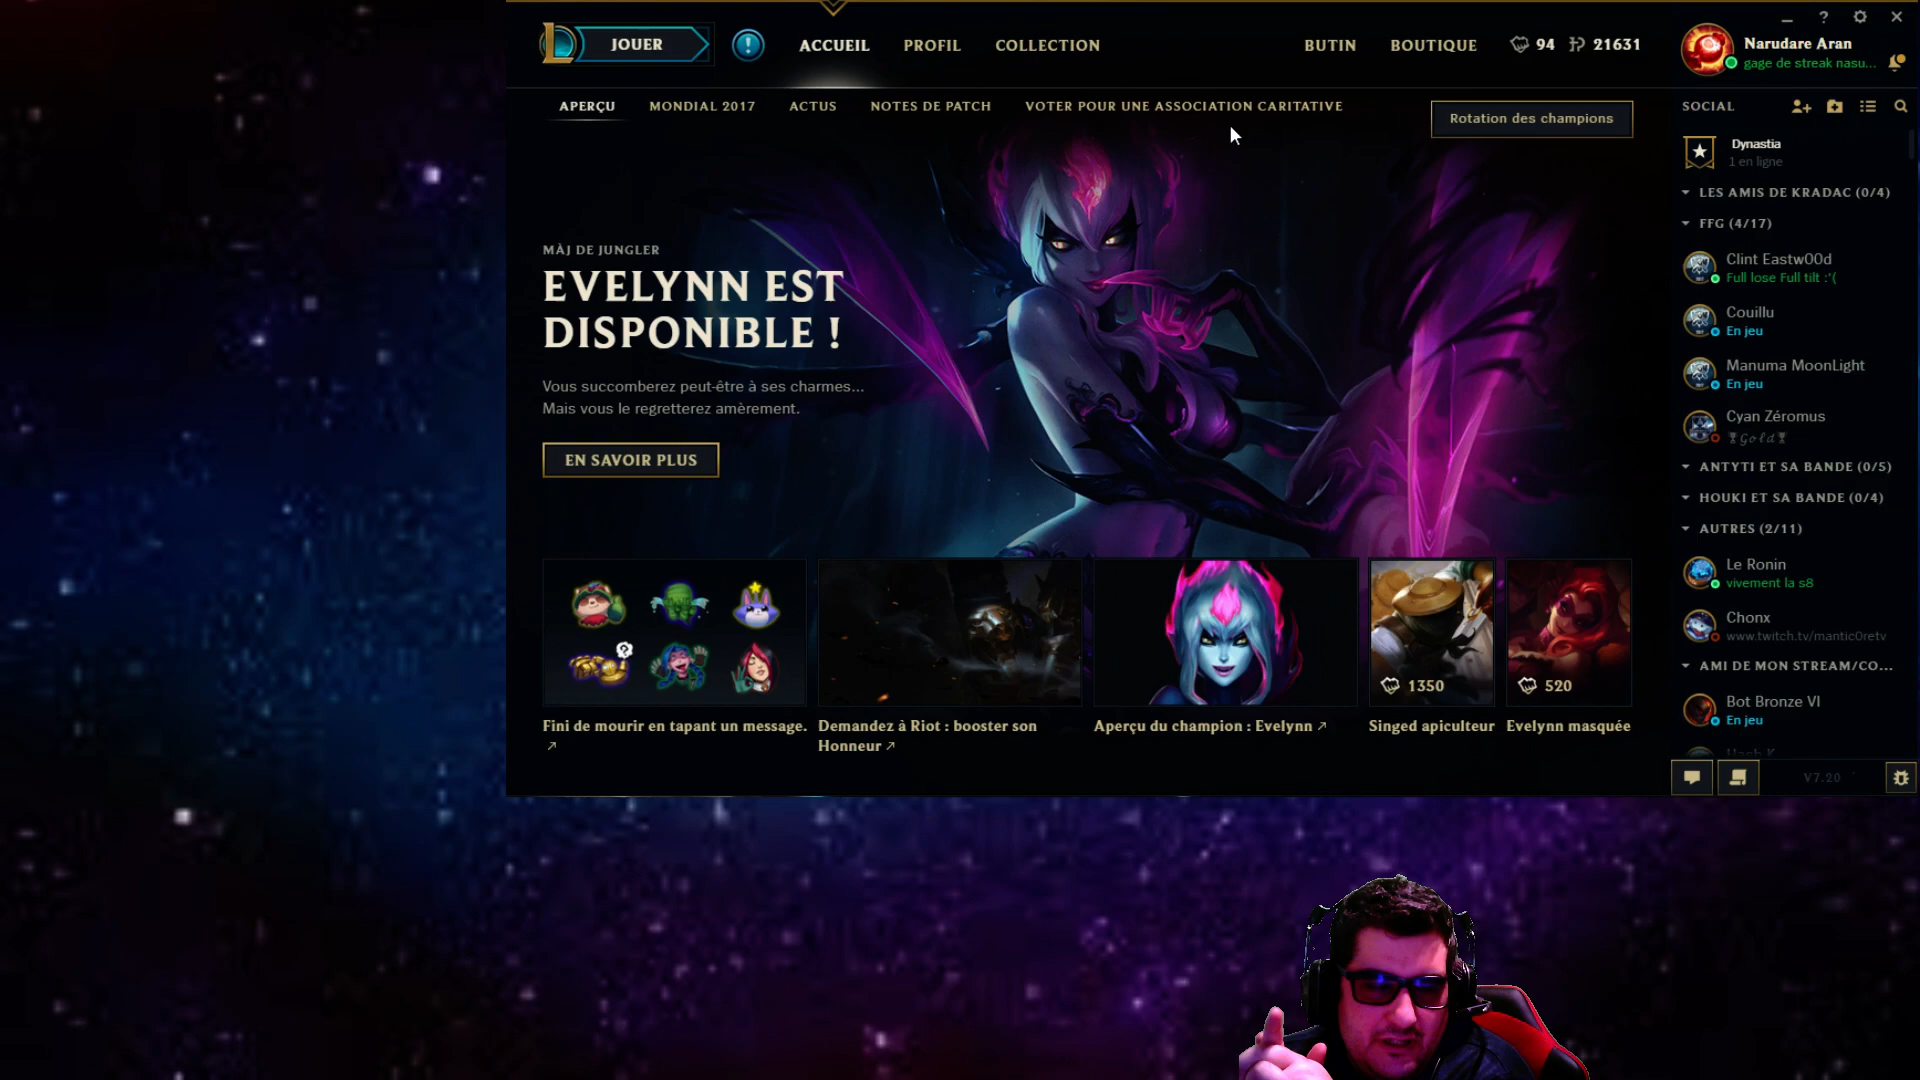 JOUER
ACCUEIL
PROFIL
COLLECTION
BUTIN
BOUTIQUE
94
21631
Narudare Aran
gage de streak nasu...
APERÇU
MONDIAL 2017
ACTUS
NOTES DE PATCH
VOTER POUR UNE ASSOCIATION CARITATIVE
Rotation des champions
MÀJ DE JUNGLER
EVELYNN EST
DISPONIBLE !
Vous succomberez peut-être à ses charmes...
Mais vous le regretterez amèrement.
EN SAVOIR PLUS
Fini de mourir en tapant un message.
Demandez à Riot : booster son
Honneur
Aperçu du champion : Evelynn
1350
Singed apiculteur
520
Evelynn masquée
SOCIAL
Dynastia
1 en ligne
LES AMIS DE KRADAC (0/4)
FFG (4/17)
Clint Eastw00d
Full lose Full tilt :'(
Couillu
En jeu
Manuma MoonLight
En jeu
Cyan Zéromus
Gold
ANTYTI ET SA BANDE (0/5)
HOUKI ET SA BANDE (0/4)
AUTRES (2/11)
Le Ronin
vivement la s8
Chonx
www.twitch.tv/mantic0retv
AMI DE MON STREAM/CO...
Bot Bronze VI
En jeu
V7.20